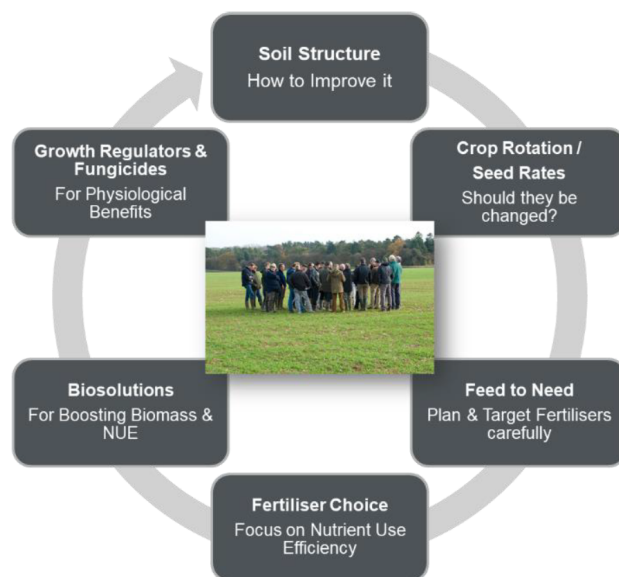 Soil Structure
How to Improve it
Crop Rotation /
Seed Rates
Should they be
changed?
Feed to Need
Plan & Target Fertilisers
carefully
Fertiliser Choice
Focus on Nutrient Use
Efficiency
Biosolutions
For Boosting Biomass &
NUE
Growth Regulators &
Fungicides
For Physiological
Benefits